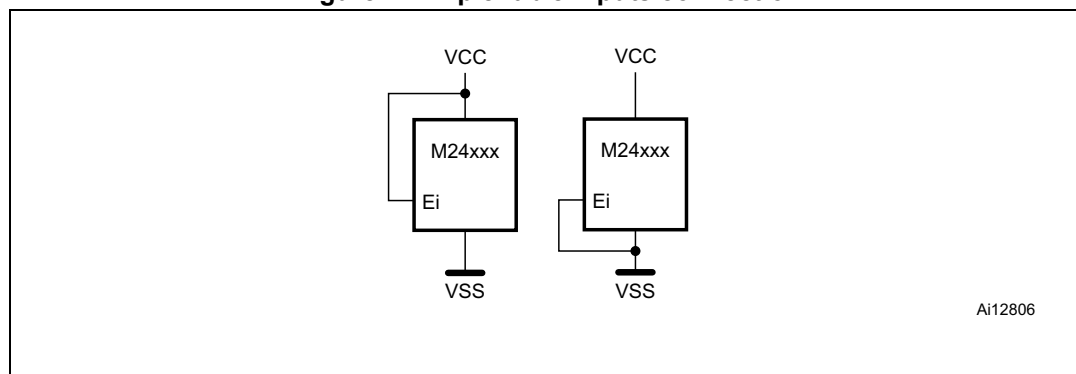 VCC VCC
M24xxx M24xxx
Ei Ei
VSS VSS
Ai12806